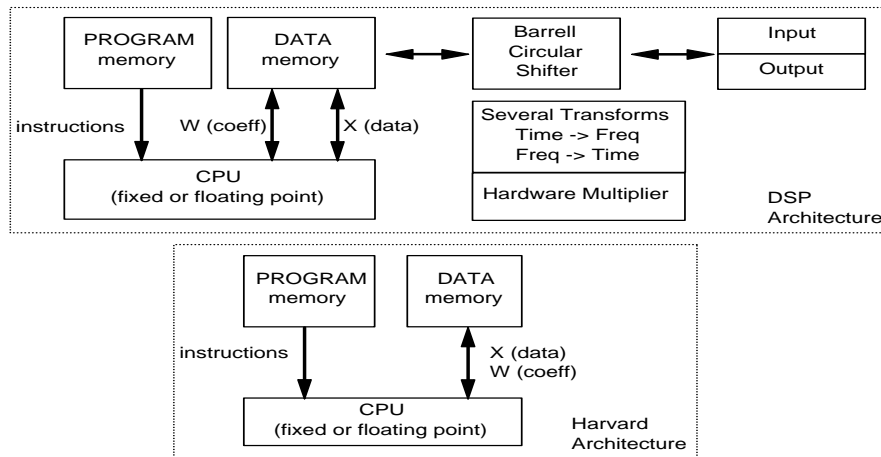 PROGRAM
memory
DATA
memory
Barrell
Circular
Shifter
Input
Output
instructions
W (coeff)
X (data)
Several Transforms
Time -> Freq
Freq -> Time
Hardware Multiplier
CPU
(fixed or floating point)
DSP
Architecture
PROGRAM
memory
DATA
memory
instructions
X (data)
W (coeff)
CPU
(fixed or floating point)
Harvard
Architecture